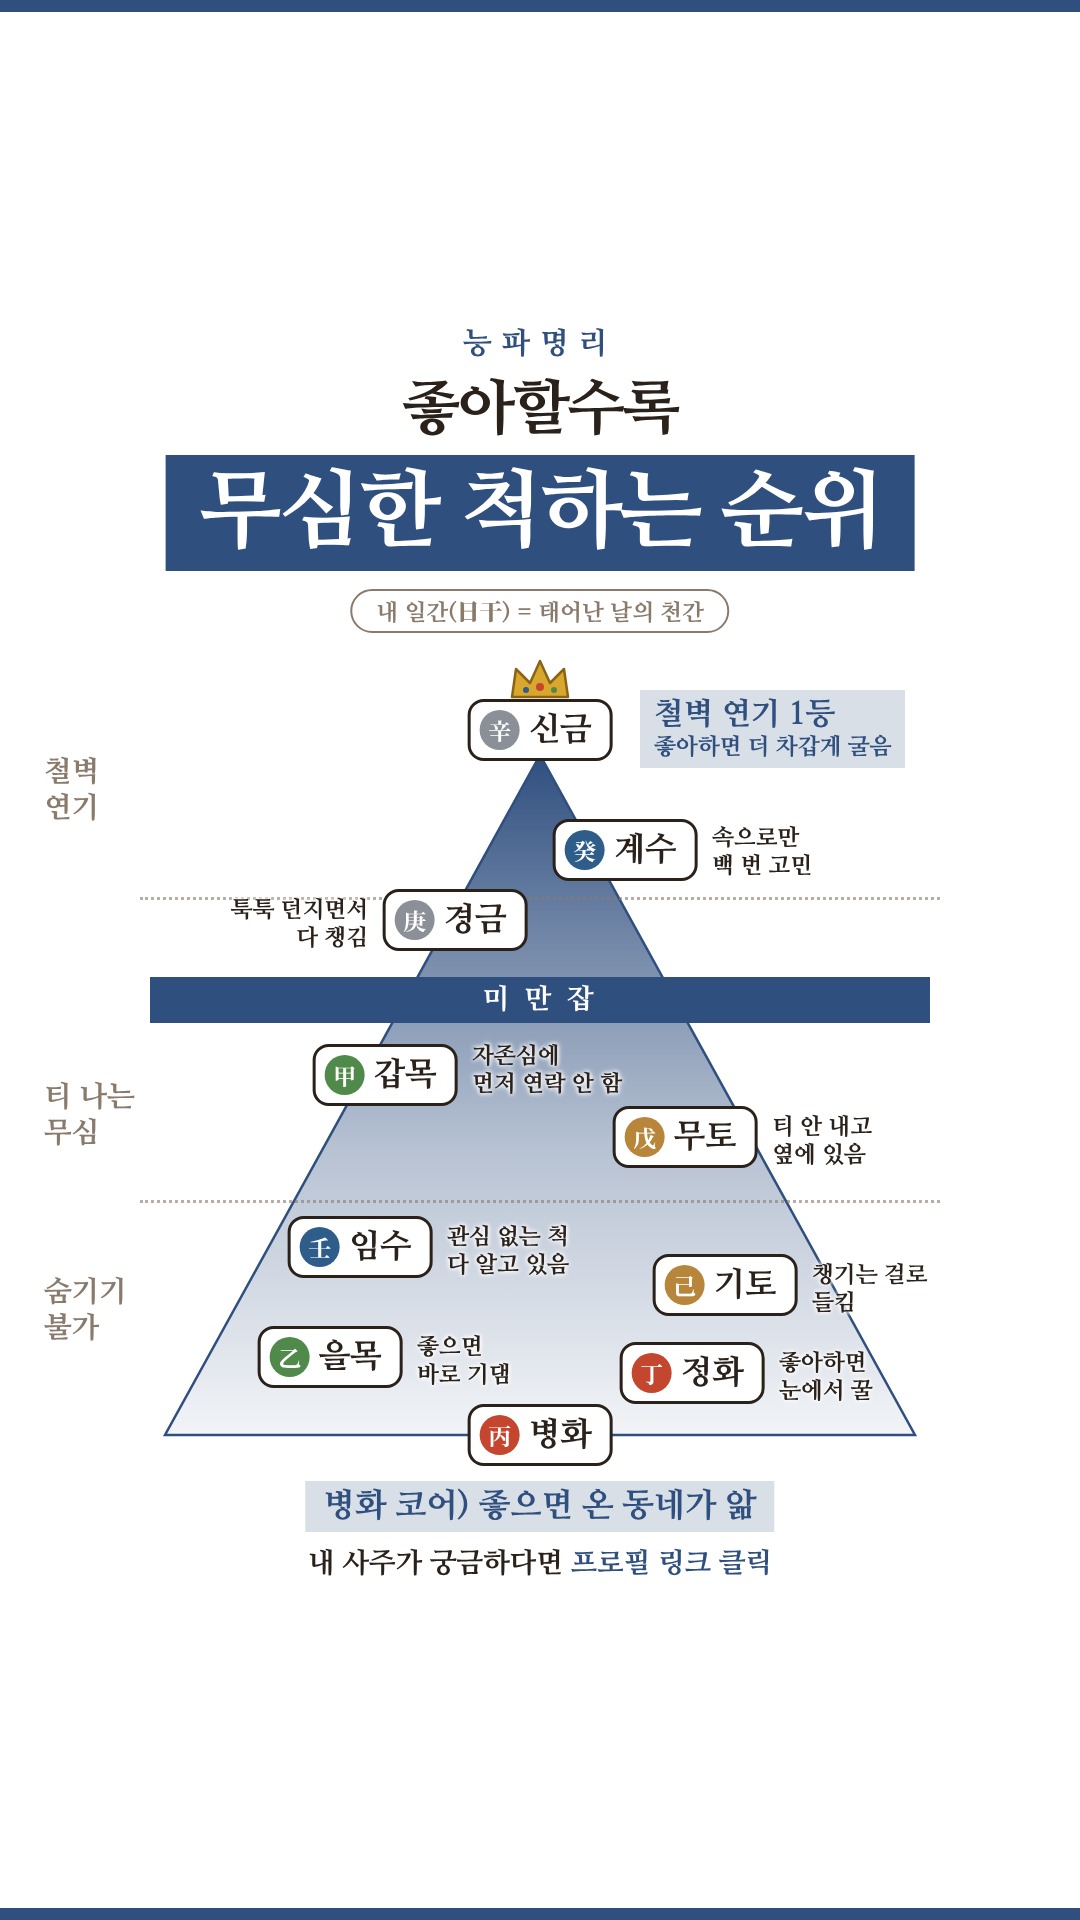 능파명리
좋아할수록
무심한 척하는 순위
내 일간(日干) = 태어난 날의 천간
辛 신금
철벽 연기 1등
좋아하면 더 차갑게 굴음
철벽
연기
癸 계수
속으로만
백 번 고민
툭툭 던지면서
다 챙김
庚 경금
미만잡
甲 갑목
자존심에
먼저 연락 안 함
티 나는
무심
戊 무토
티 안 내고
옆에 있음
壬 임수
관심 없는 척
다 알고 있음
숨기기
불가
己 기토
챙기는 걸로
들킴
乙 을목
좋으면
바로 기댐
丁 정화
좋아하면
눈에서 꿀
丙 병화
병화 코어) 좋으면 온 동네가 앎
내 사주가 궁금하다면 프로필 링크 클릭